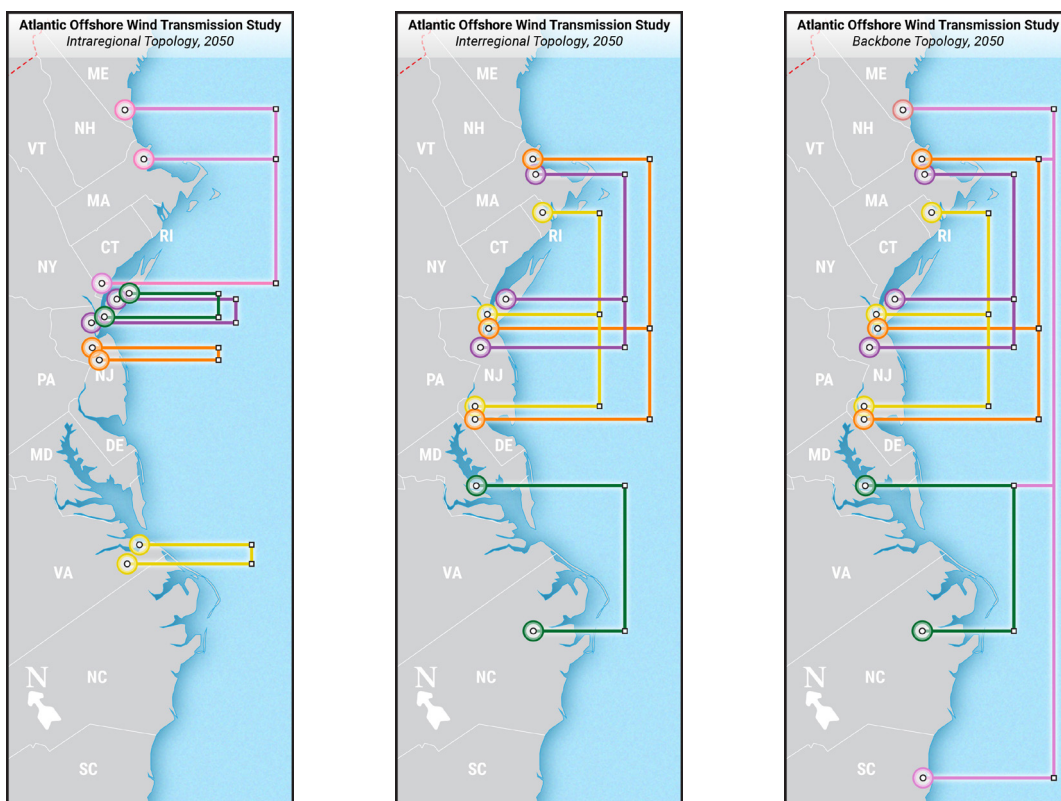 Atlantic Offshore Wind Transmission Study
Intraregional Topology, 2050
ME
NH
VT
MA
CT
RI
NY
PA
NJ
DE
MD
VA
NC
N
SC
Atlantic Offshore Wind Transmission Study
Interregional Topology, 2050
ME
NH
VT
MA
RI
CT
NY
PA
NJ
DE
MD
VA
NC
N
SC
Atlantic Offshore Wind Transmission Study
Backbone Topology, 2050
ME
NH
VT
MA
RI
CT
NY
PA
NJ
DE
MD
VA
NC
N
SC